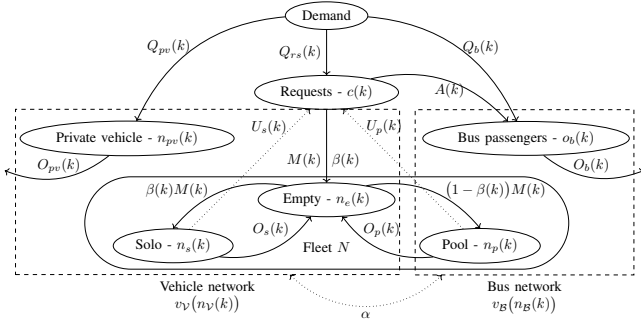 Demand
Q_{pv}(k)
Q_{rs}(k)
Q_b(k)
Requests - c(k)
A(k)
U_s(k)
U_p(k)
Private vehicle - n_{pv}(k)
Bus passengers - o_b(k)
O_{pv}(k)
M(k)
β(k)
O_b(k)
β(k)M(k)
(1 − β(k))M(k)
Empty - n_e(k)
O_s(k)
O_p(k)
Solo - n_s(k)
Fleet N
Pool - n_p(k)
Vehicle network
v_𝒱(n_𝒱(k))
Bus network
v_ℬ(n_ℬ(k))
α